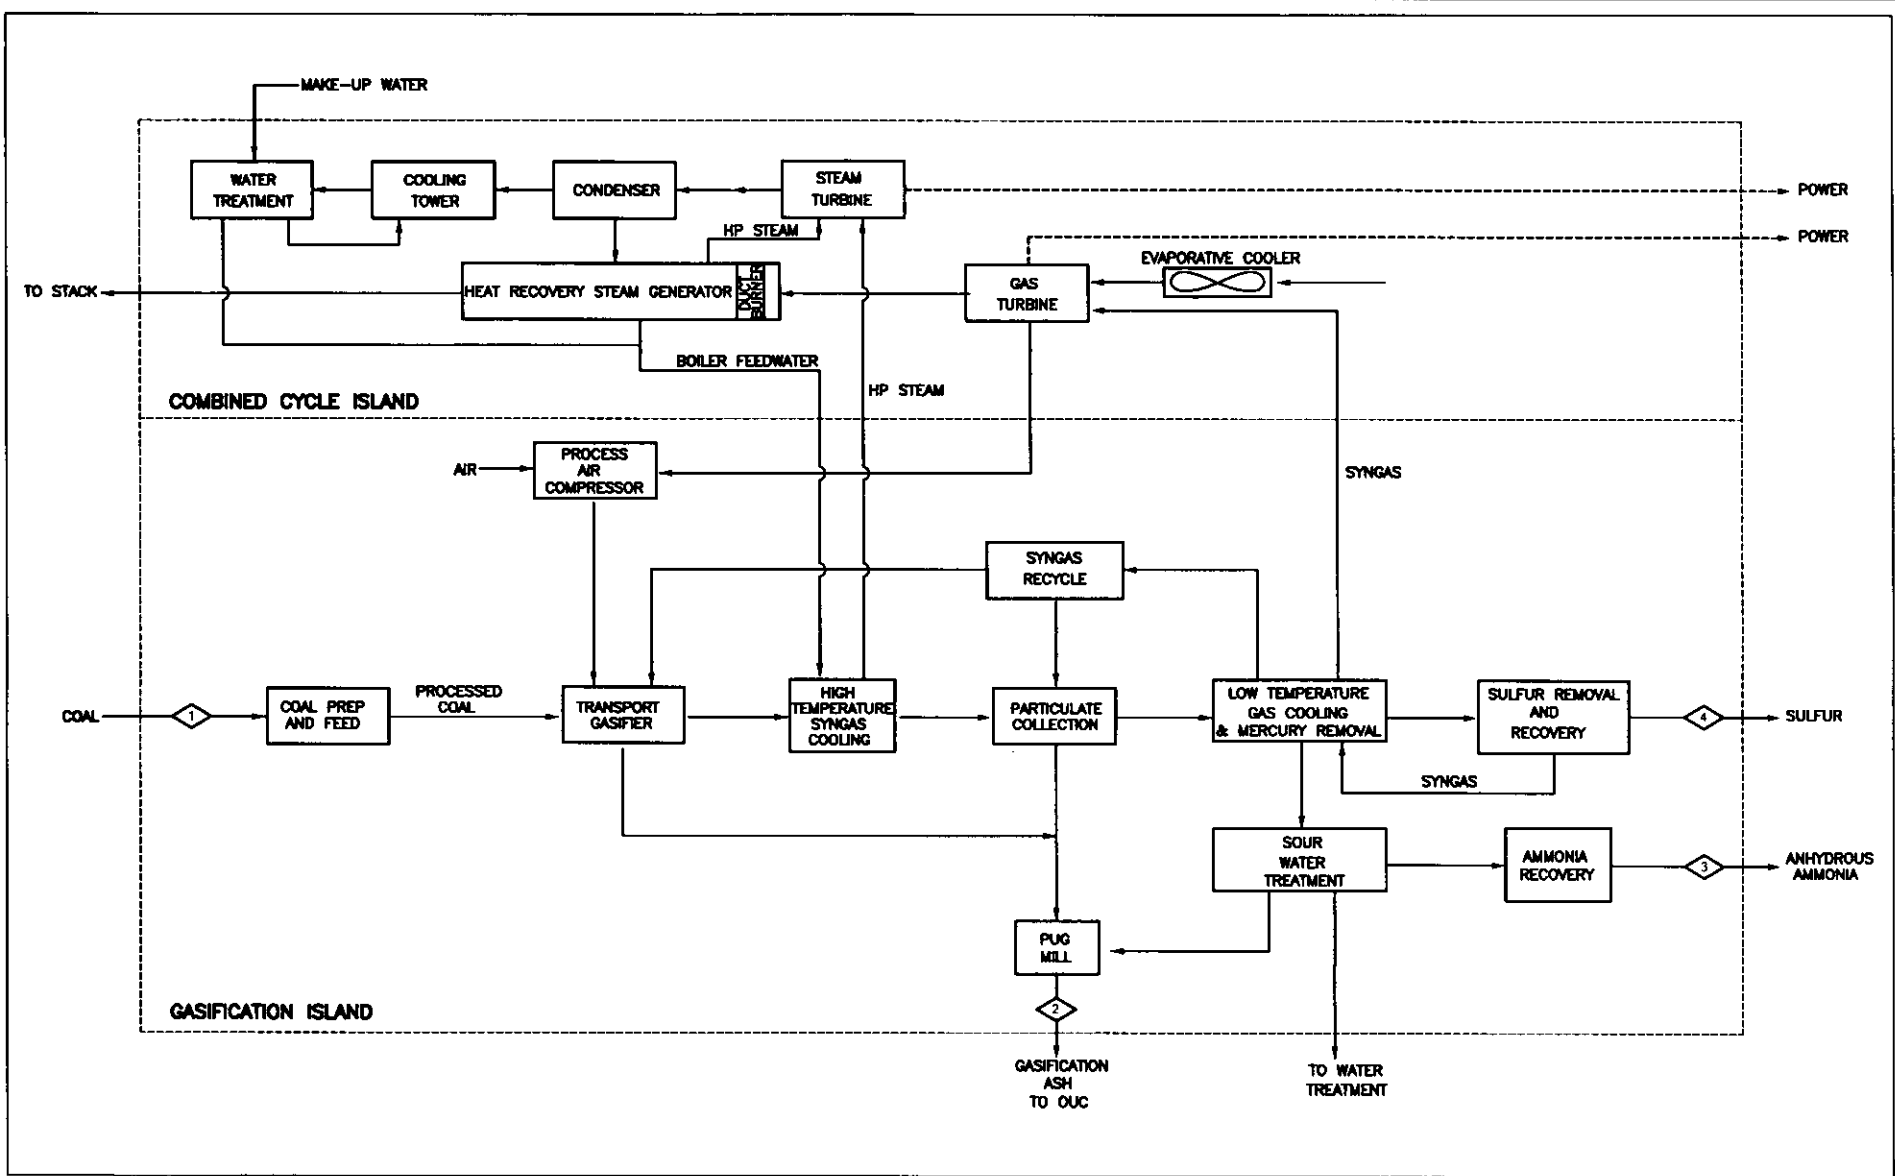 MAKE-UP WATER
WATER
TREATMENT
COOLING
TOWER
CONDENSER
STEAM
TURBINE
POWER
HP STEAM
POWER
EVAPORATIVE COOLER
TO STACK
HEAT RECOVERY STEAM GENERATOR
DUCT
BURNER
GAS
TURBINE
BOILER FEEDWATER
HP STEAM
COMBINED CYCLE ISLAND
AIR
PROCESS
AIR
COMPRESSOR
SYNGAS
SYNGAS
RECYCLE
COAL
1
COAL PREP
AND FEED
PROCESSED
COAL
TRANSPORT
GASIFIER
HIGH
TEMPERATURE
SYNGAS
COOLING
PARTICULATE
COLLECTION
LOW TEMPERATURE
GAS COOLING
& MERCURY REMOVAL
SULFUR REMOVAL
AND
RECOVERY
4
SULFUR
SYNGAS
SOUR
WATER
TREATMENT
AMMONIA
RECOVERY
3
ANHYDROUS
AMMONIA
PUG
MILL
2
GASIFICATION ISLAND
GASIFICATION
ASH
TO OUC
TO WATER
TREATMENT